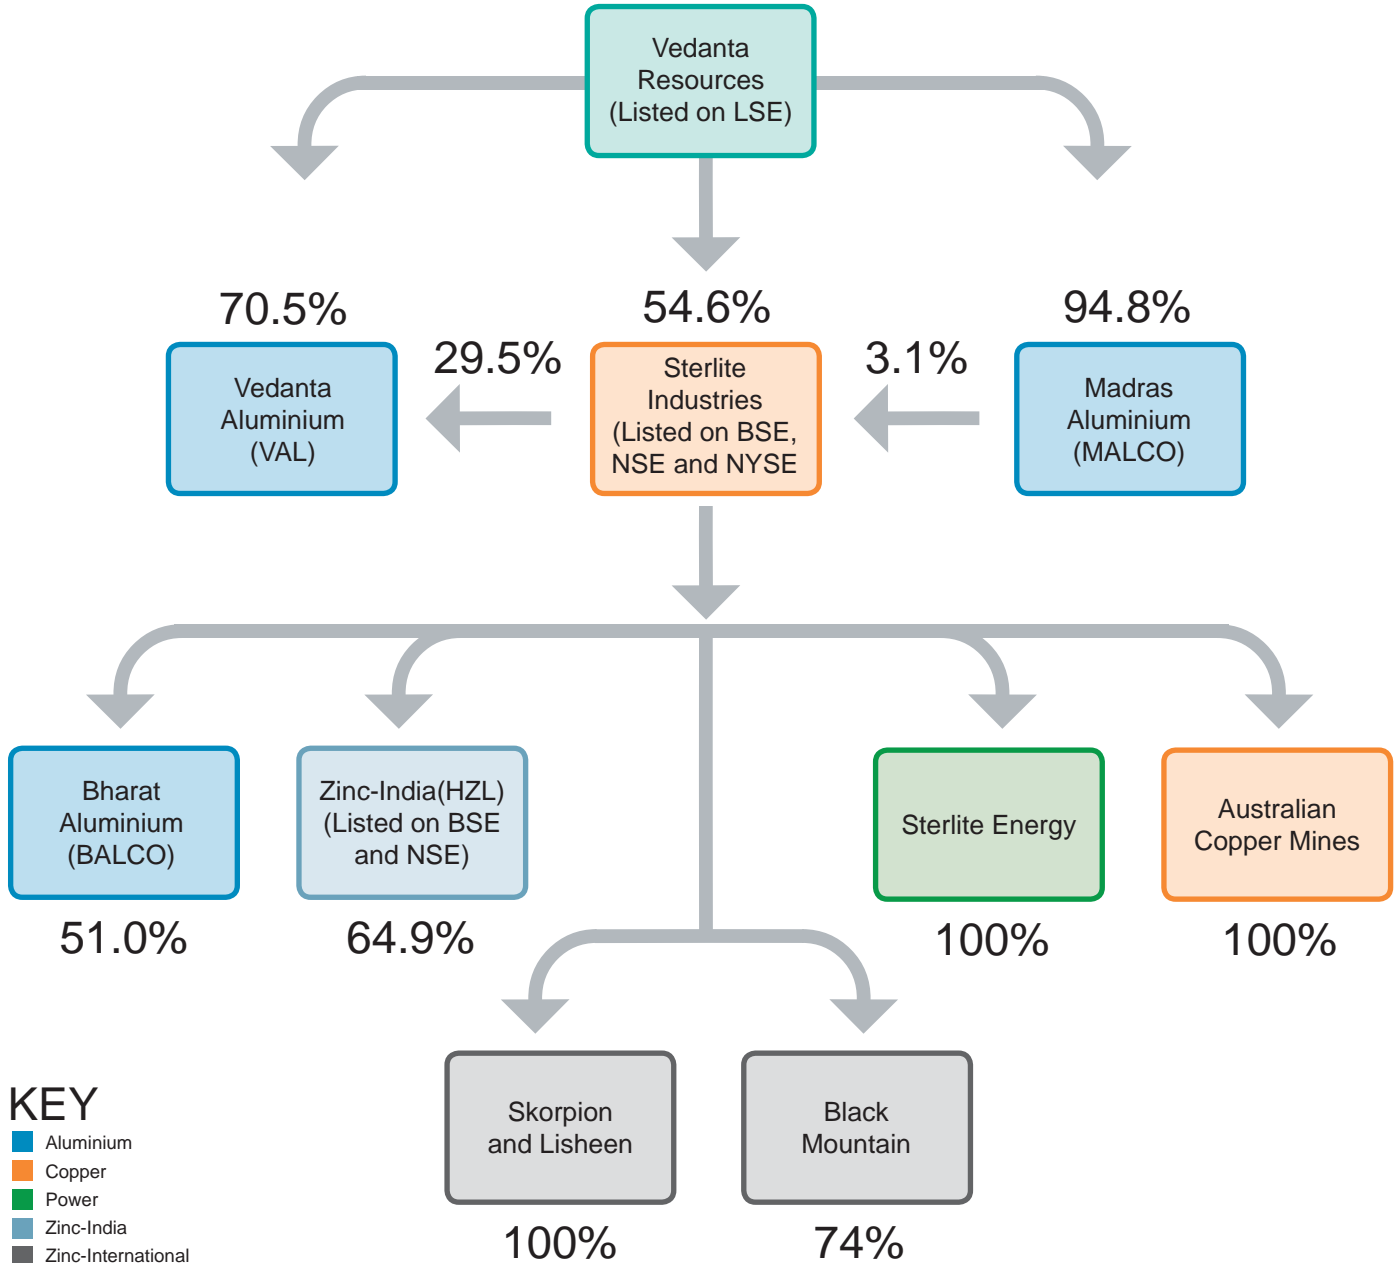 Vedanta
Resources
(Listed on LSE)
70.5%
54.6%
94.8%
29.5%
3.1%
Vedanta
Aluminium
(VAL)
Sterlite
Industries
(Listed on BSE,
NSE and NYSE
Madras
Aluminium
(MALCO)
Bharat
Aluminium
(BALCO)
Zinc-India(HZL)
(Listed on BSE
and NSE)
Sterlite Energy
Australian
Copper Mines
51.0%
64.9%
100%
100%
Skorpion
and Lisheen
Black
Mountain
100%
74%
KEY
Aluminium
Copper
Power
Zinc-India
Zinc-International